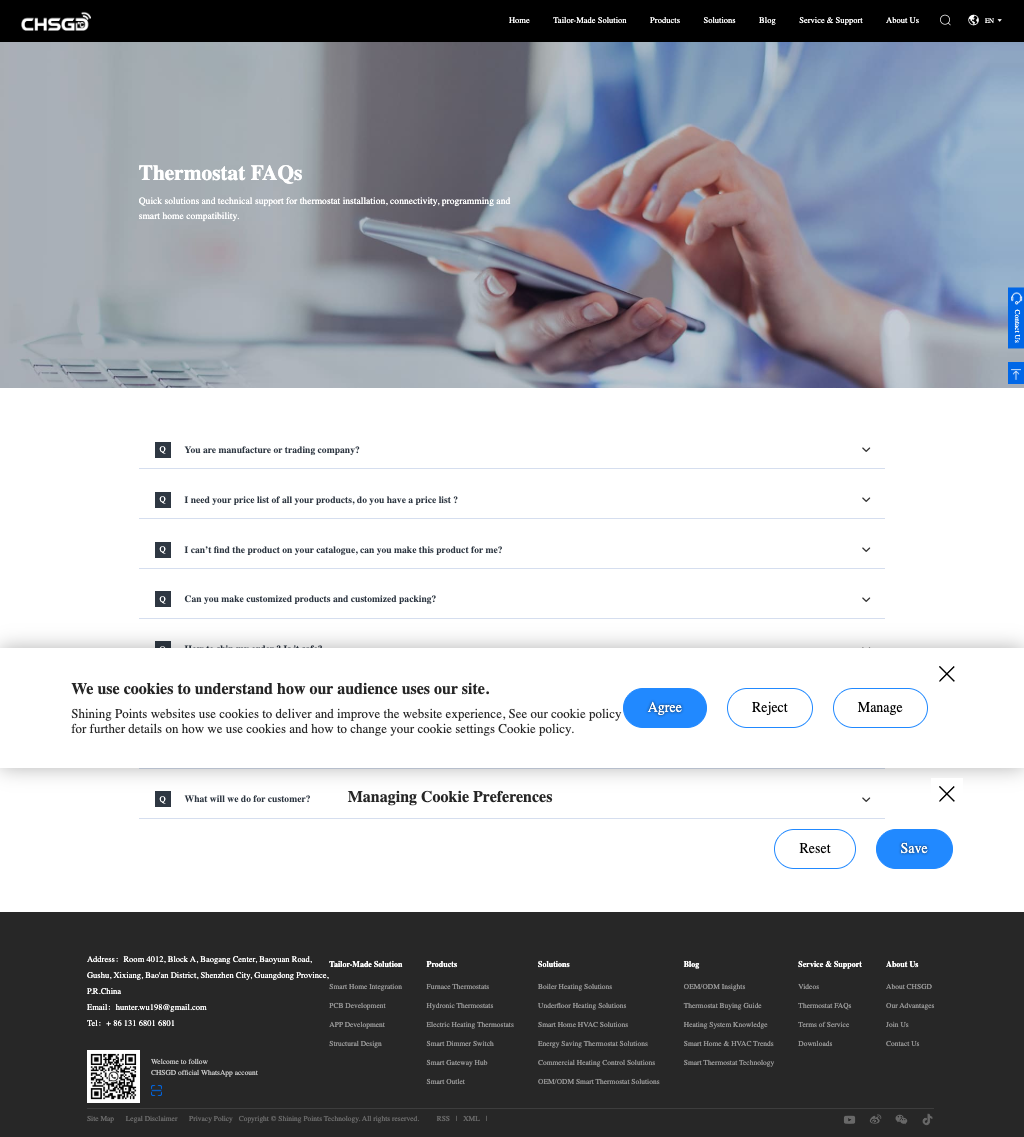 CHSGD
Home Tailor-Made Solution Products Solutions Blog Service & Support About Us EN
Thermostat FAQs
Quick solutions and technical support for thermostat installation, connectivity, programming and
smart home compatibility.
Contact Us
Q You are manufacture or trading company?
Q I need your price list of all your products, do you have a price list ?
Q I can't find the product on your catalogue, can you make this product for me?
Q Can you make customized products and customized packing?
We use cookies to understand how our audience uses our site.
Shining Points websites use cookies to deliver and improve the website experience, See our cookie policy
for further details on how we use cookies and how to change your cookie settings Cookie policy.
Agree Reject Manage
Q What will we do for customer?
Managing Cookie Preferences
Reset Save
Address： Room 4012, Block A, Baogang Center, Baoyuan Road,
Gushu, Xixiang, Bao'an District, Shenzhen City, Guangdong Province,
P.R.China
Email： hunter.wu198@gmail.com
Tel： + 86 131 6801 6801
Welcome to follow
CHSGD official WhatsApp account
Tailor-Made Solution
Smart Home Integration
PCB Development
APP Development
Structural Design
Products
Furnace Thermostats
Hydronic Thermostats
Electric Heating Thermostats
Smart Dimmer Switch
Smart Gateway Hub
Smart Outlet
Solutions
Boiler Heating Solutions
Underfloor Heating Solutions
Smart Home HVAC Solutions
Energy Saving Thermostat Solutions
Commercial Heating Control Solutions
OEM/ODM Smart Thermostat Solutions
Blog
OEM/ODM Insights
Thermostat Buying Guide
Heating System Knowledge
Smart Home & HVAC Trends
Smart Thermostat Technology
Service & Support
Videos
Thermostat FAQs
Terms of Service
Downloads
About Us
About CHSGD
Our Advantages
Join Us
Contact Us
Site Map Legal Disclaimer Privacy Policy Copyright © Shining Points Technology. All rights reserved. RSS | XML |